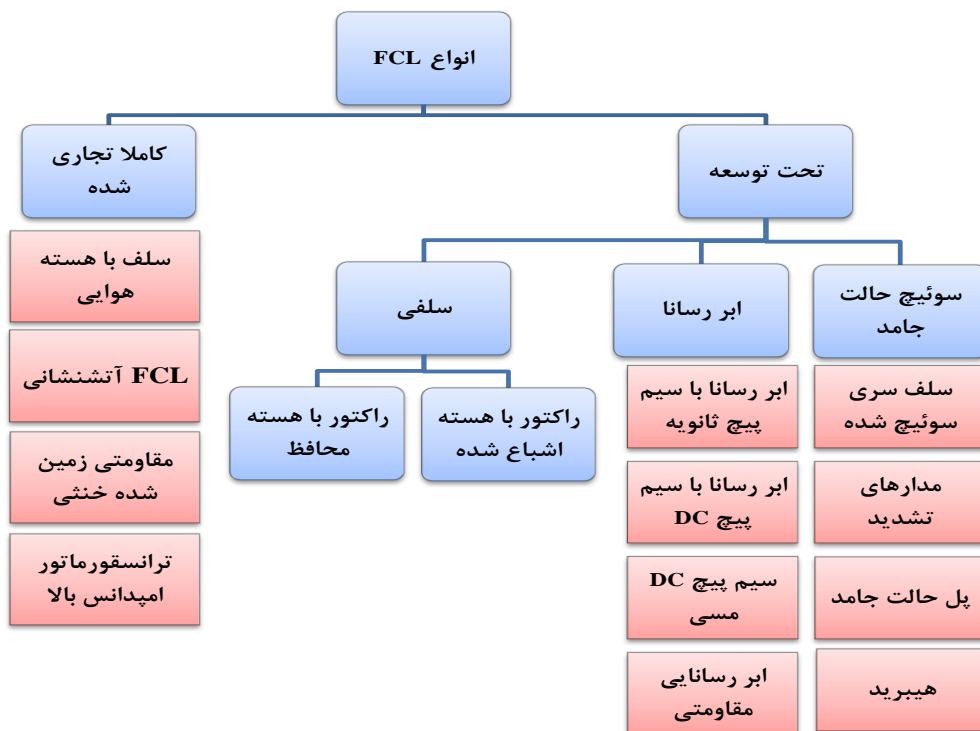 انواع FCL
تحت توسعه
کاملا تجاری
شده
سوئیچ حالت
جامد
سلف سری
سوئیچ شده
مدارهای
تشدید
پل حالت جامد
هیبرید
ابر رسانا
ابر رسانا با سیم
پیچ ثانویه
ابر رسانا با سیم
پیچ DC
سیم پیچ DC
مسی
ابر رسانایی
مقاومتی
سلفی
راکتور با هسته
اشباع شده
راکتور با هسته
محافظ
سلف با هسته
هوایی
FCL آتشنشانی
مقاومتی زمین
شده خنثی
ترانسقورماتور
امپدانس بالا